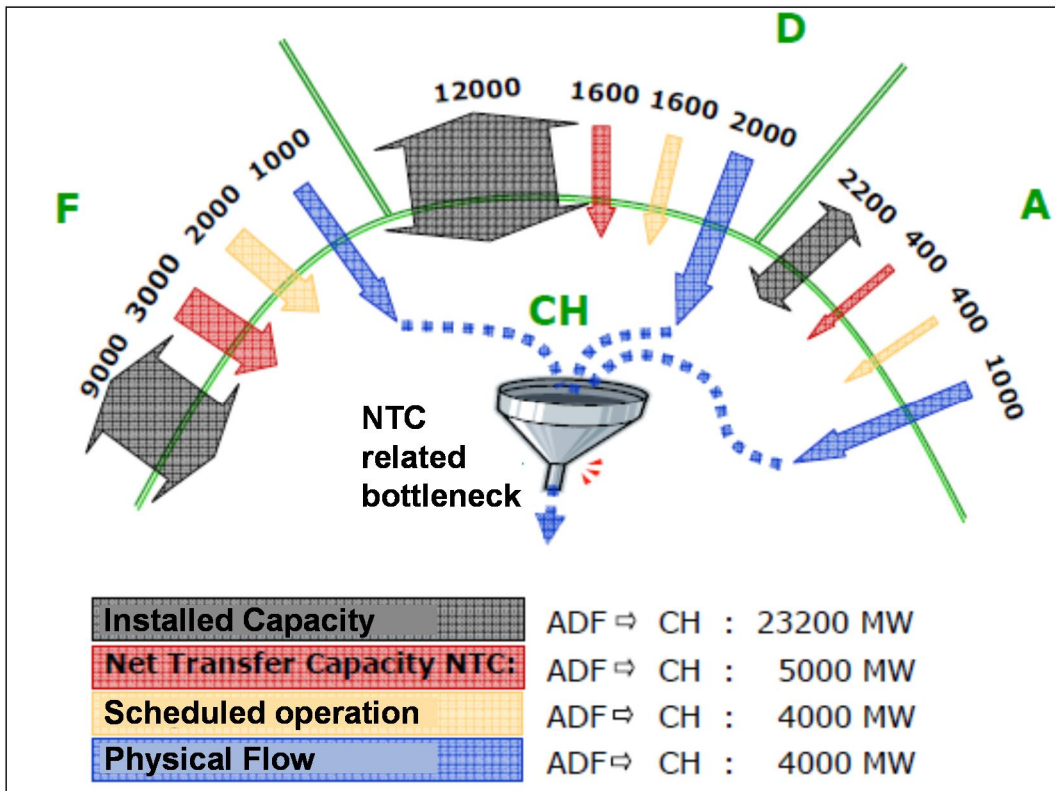 D
12000
1600
1600
2000
1000
2000
3000
9000
F
2200
400
400
1000
A
CH
NTC
related
bottleneck
Installed Capacity ADF ⇨ CH : 23200 MW
Net Transfer Capacity NTC: ADF ⇨ CH : 5000 MW
Scheduled operation ADF ⇨ CH : 4000 MW
Physical Flow ADF ⇨ CH : 4000 MW